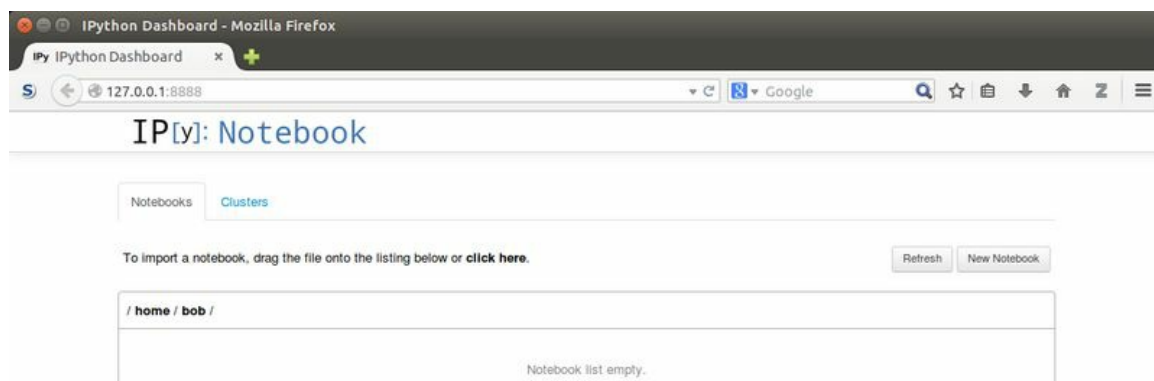 IPython Dashboard - Mozilla Firefox
IPy IPython Dashboard
127.0.0.1:8888 Google
IP[y]: Notebook
Notebooks Clusters
To import a notebook, drag the file onto the listing below or click here. Refresh New Notebook
/ home / bob /
Notebook list empty.